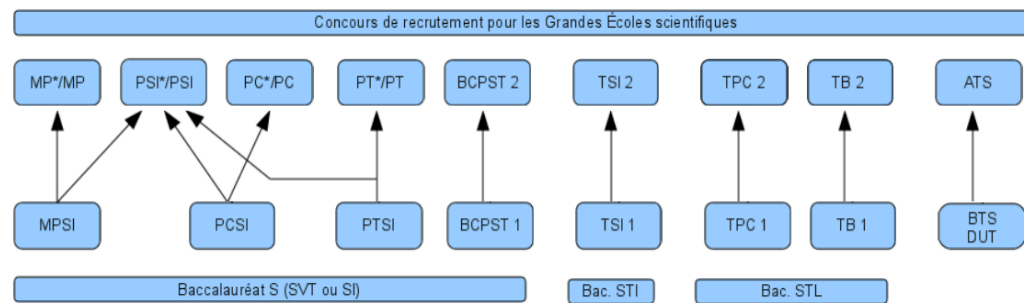 Concours de recrutement pour les Grandes Écoles scientifiques
MP*/MP
PSI*/PSI
PC*/PC
PT*/PT
BCPST 2
TSI 2
TPC 2
TB 2
ATS
MPSI
PCSI
PTSI
BCPST 1
TSI 1
TPC 1
TB 1
BTS
DUT
Baccalauréat S (SVT ou SI)
Bac. STI
Bac. STL